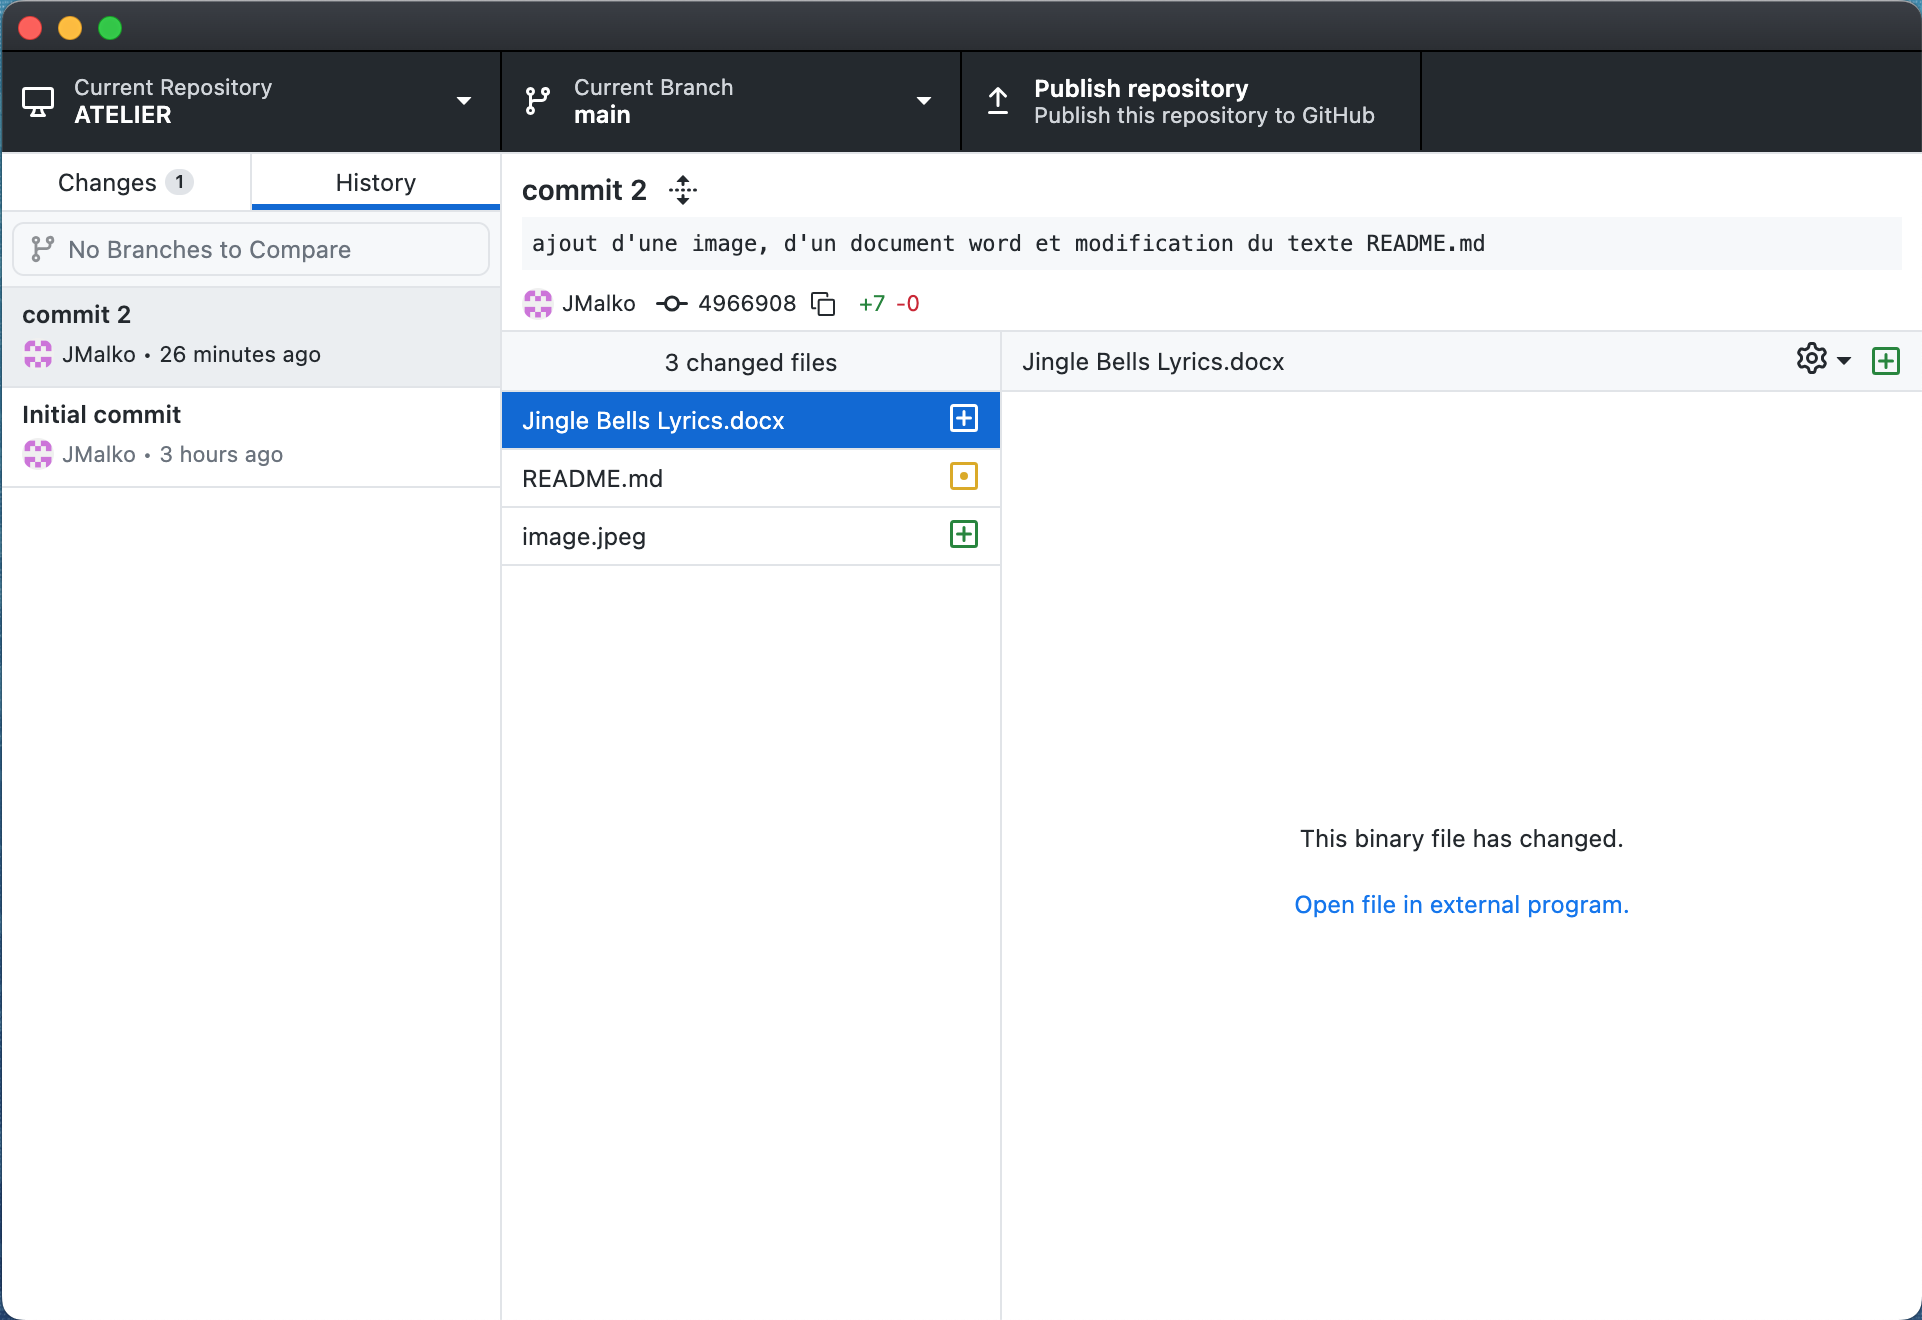 Current Repository
ATELIER
Current Branch
main
Publish repository
Publish this repository to GitHub
Changes 1
History
No Branches to Compare
commit 2
JMalko • 26 minutes ago
Initial commit
JMalko • 3 hours ago
commit 2
ajout d'une image, d'un document word et modification du texte README.md
JMalko 4966908 +7 -0
3 changed files
Jingle Bells Lyrics.docx
README.md
image.jpeg
Jingle Bells Lyrics.docx
This binary file has changed.
Open file in external program.